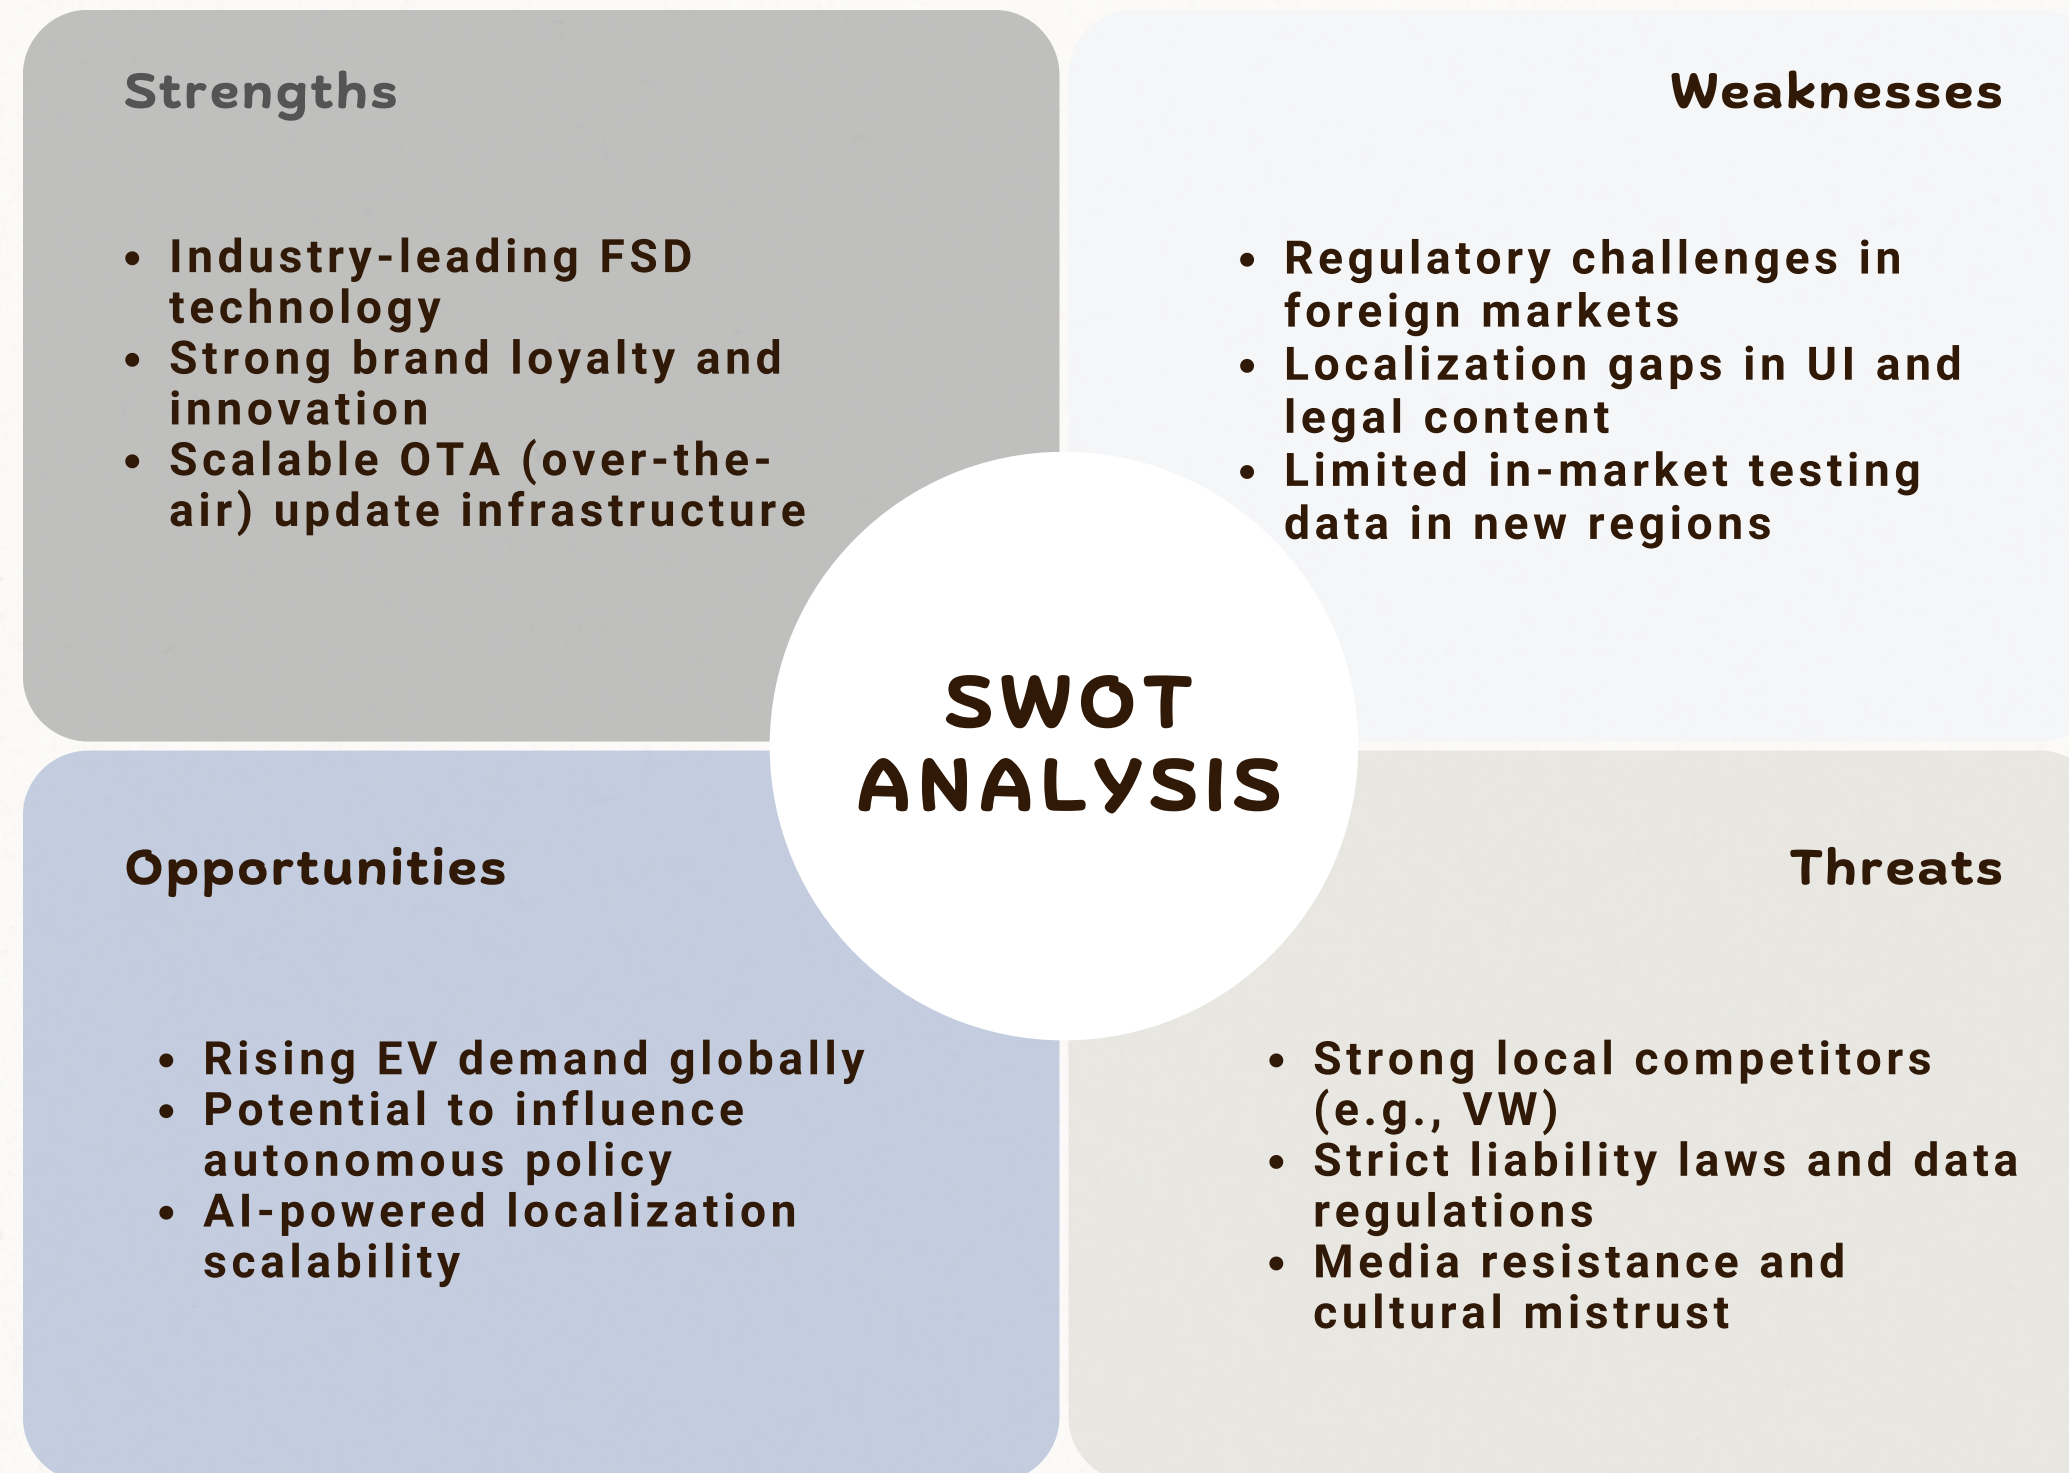 Strengths
• Industry-leading FSD
technology
• Strong brand loyalty and
innovation
• Scalable OTA (over-the-
air) update infrastructure
Weaknesses
• Regulatory challenges in
foreign markets
• Localization gaps in UI and
legal content
• Limited in-market testing
data in new regions
SWOT
ANALYSIS
Opportunities
• Rising EV demand globally
• Potential to influence
autonomous policy
• AI-powered localization
scalability
Threats
• Strong local competitors
(e.g., VW)
• Strict liability laws and data
regulations
• Media resistance and
cultural mistrust